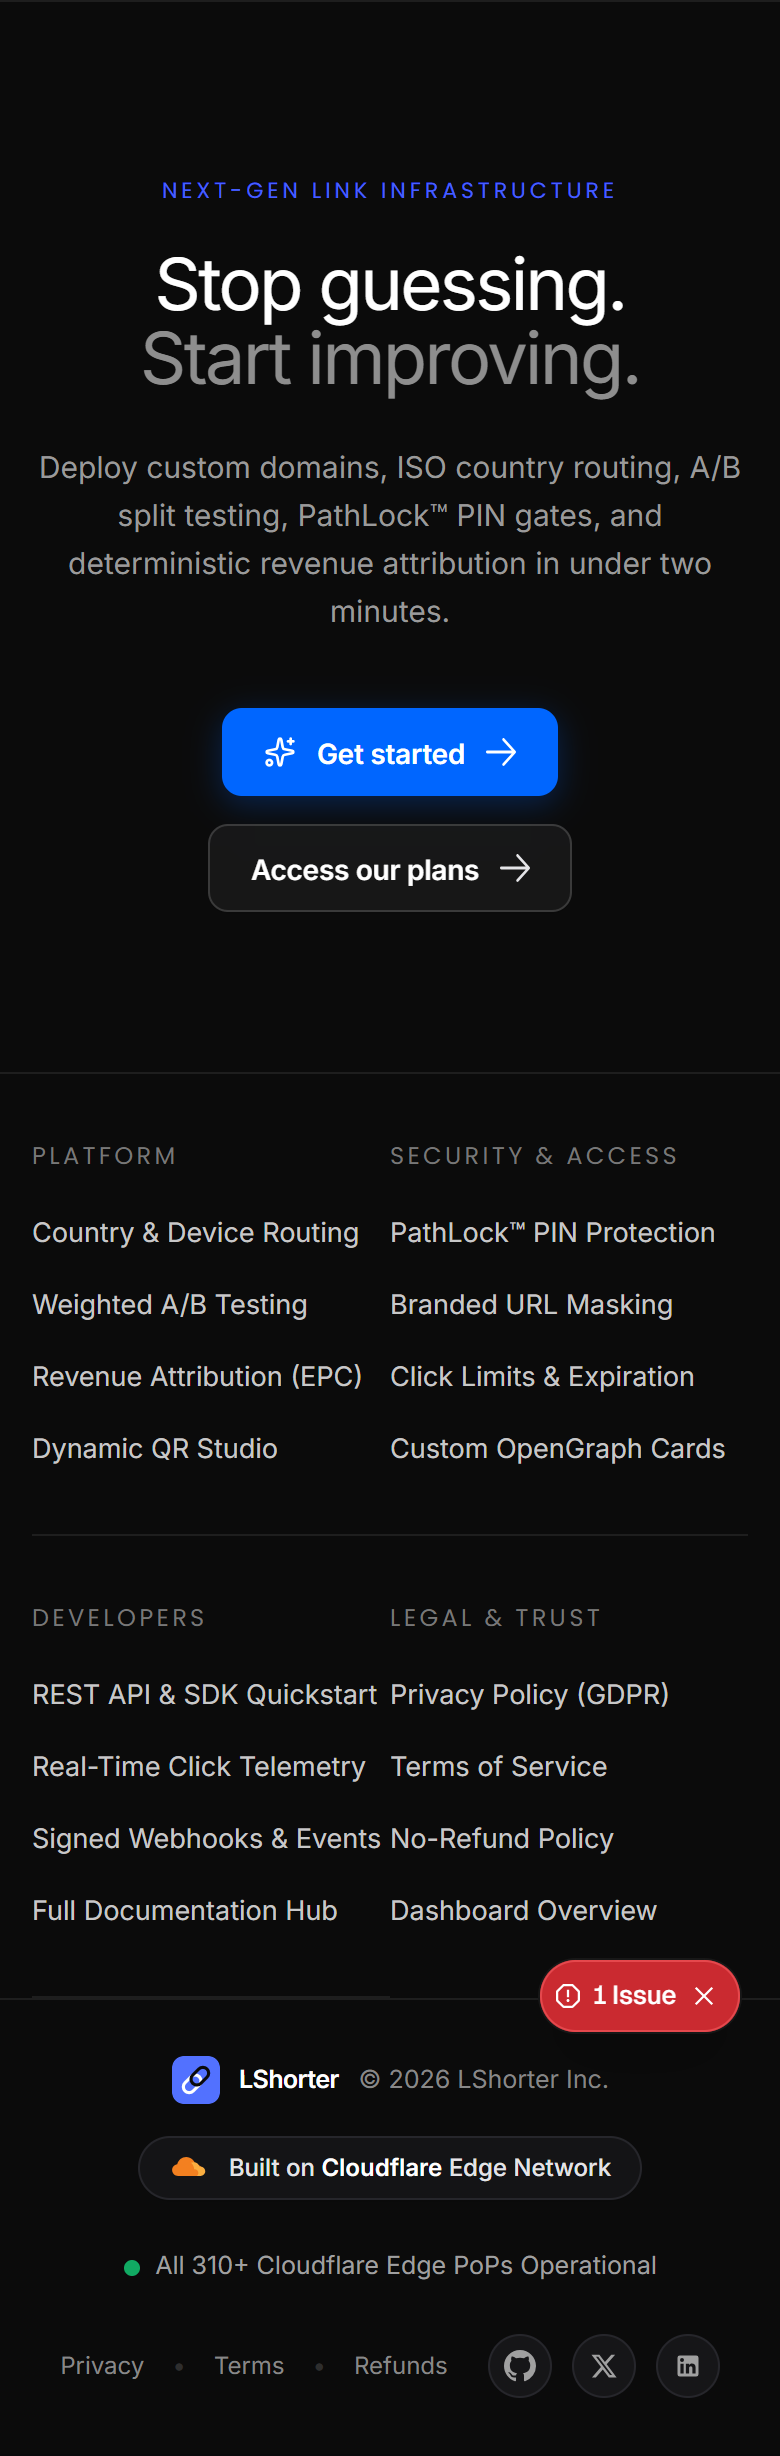 NEXT-GEN LINK INFRASTRUCTURE
Stop guessing.
Start improving.
Deploy custom domains, ISO country routing, A/B
split testing, PathLock™ PIN gates, and
deterministic revenue attribution in under two
minutes.
Get started
Access our plans
PLATFORM
Country & Device Routing
Weighted A/B Testing
Revenue Attribution (EPC)
Dynamic QR Studio
SECURITY & ACCESS
PathLock™ PIN Protection
Branded URL Masking
Click Limits & Expiration
Custom OpenGraph Cards
DEVELOPERS
REST API & SDK Quickstart
Real-Time Click Telemetry
Signed Webhooks & Events
Full Documentation Hub
LEGAL & TRUST
Privacy Policy (GDPR)
Terms of Service
No-Refund Policy
Dashboard Overview
1 Issue
LShorter © 2026 LShorter Inc.
Built on Cloudflare Edge Network
All 310+ Cloudflare Edge PoPs Operational
Privacy • Terms • Refunds